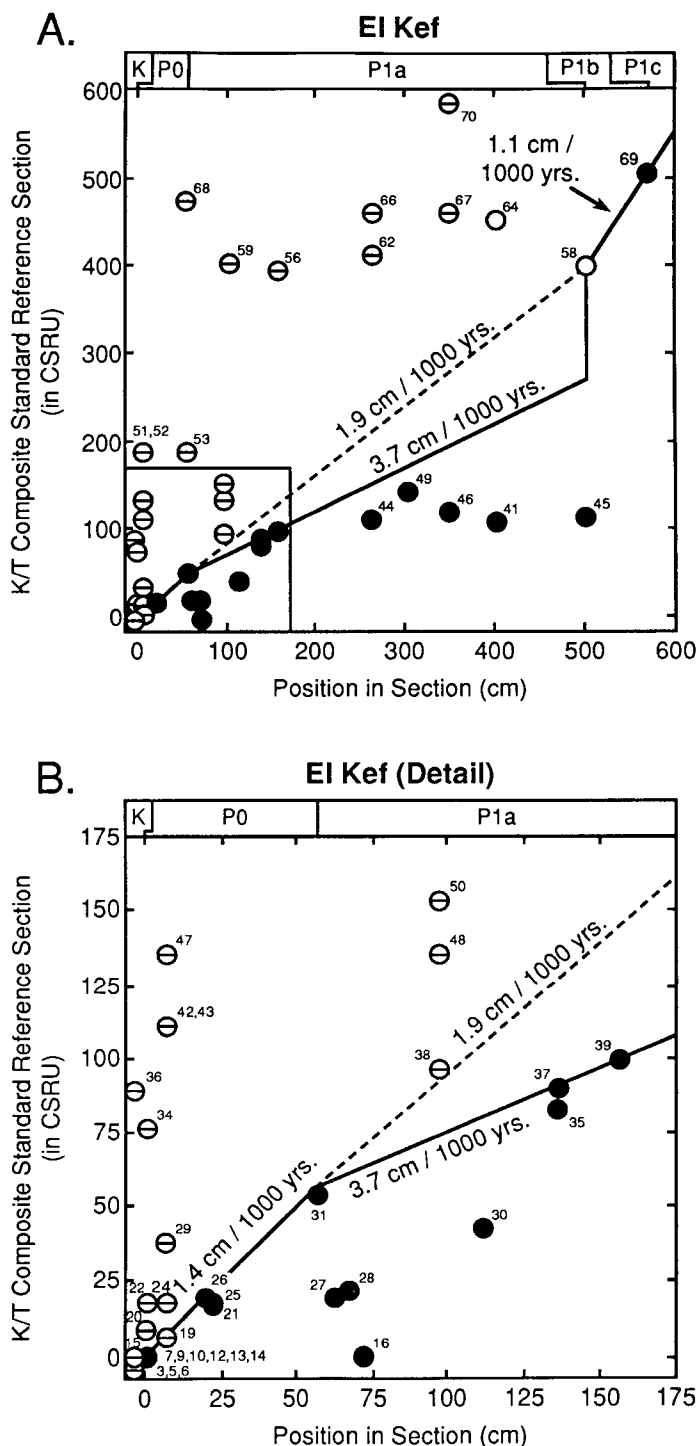 A.
El Kef
K P0 P1a P1b P1c
600
500
400
300
200
100
0
K/T Composite Standard Reference Section
(in CSRU)
70
1.1 cm /
1000 yrs.
69
68
66
67
64
62
59
56
58
1.9 cm / 1000 yrs.
3.7 cm / 1000 yrs.
51,52
53
49
44
46
41
45
0 100 200 300 400 500 600
Position in Section (cm)
B.
El Kef (Detail)
K P0 P1a
175
150
125
100
75
50
25
0
K/T Composite Standard Reference Section
(in CSRU)
50
47
48
42,43
1.9 cm / 1000 yrs.
38
36
39
37
34
35
3.7 cm / 1000 yrs.
1.4 cm / 1000 yrs.
31
30
29
28
27
26
25
21
22
24
20
19
15
16
7,9,10,12,13,14
3,5,6
0 25 50 75 100 125 150 175
Position in Section (cm)